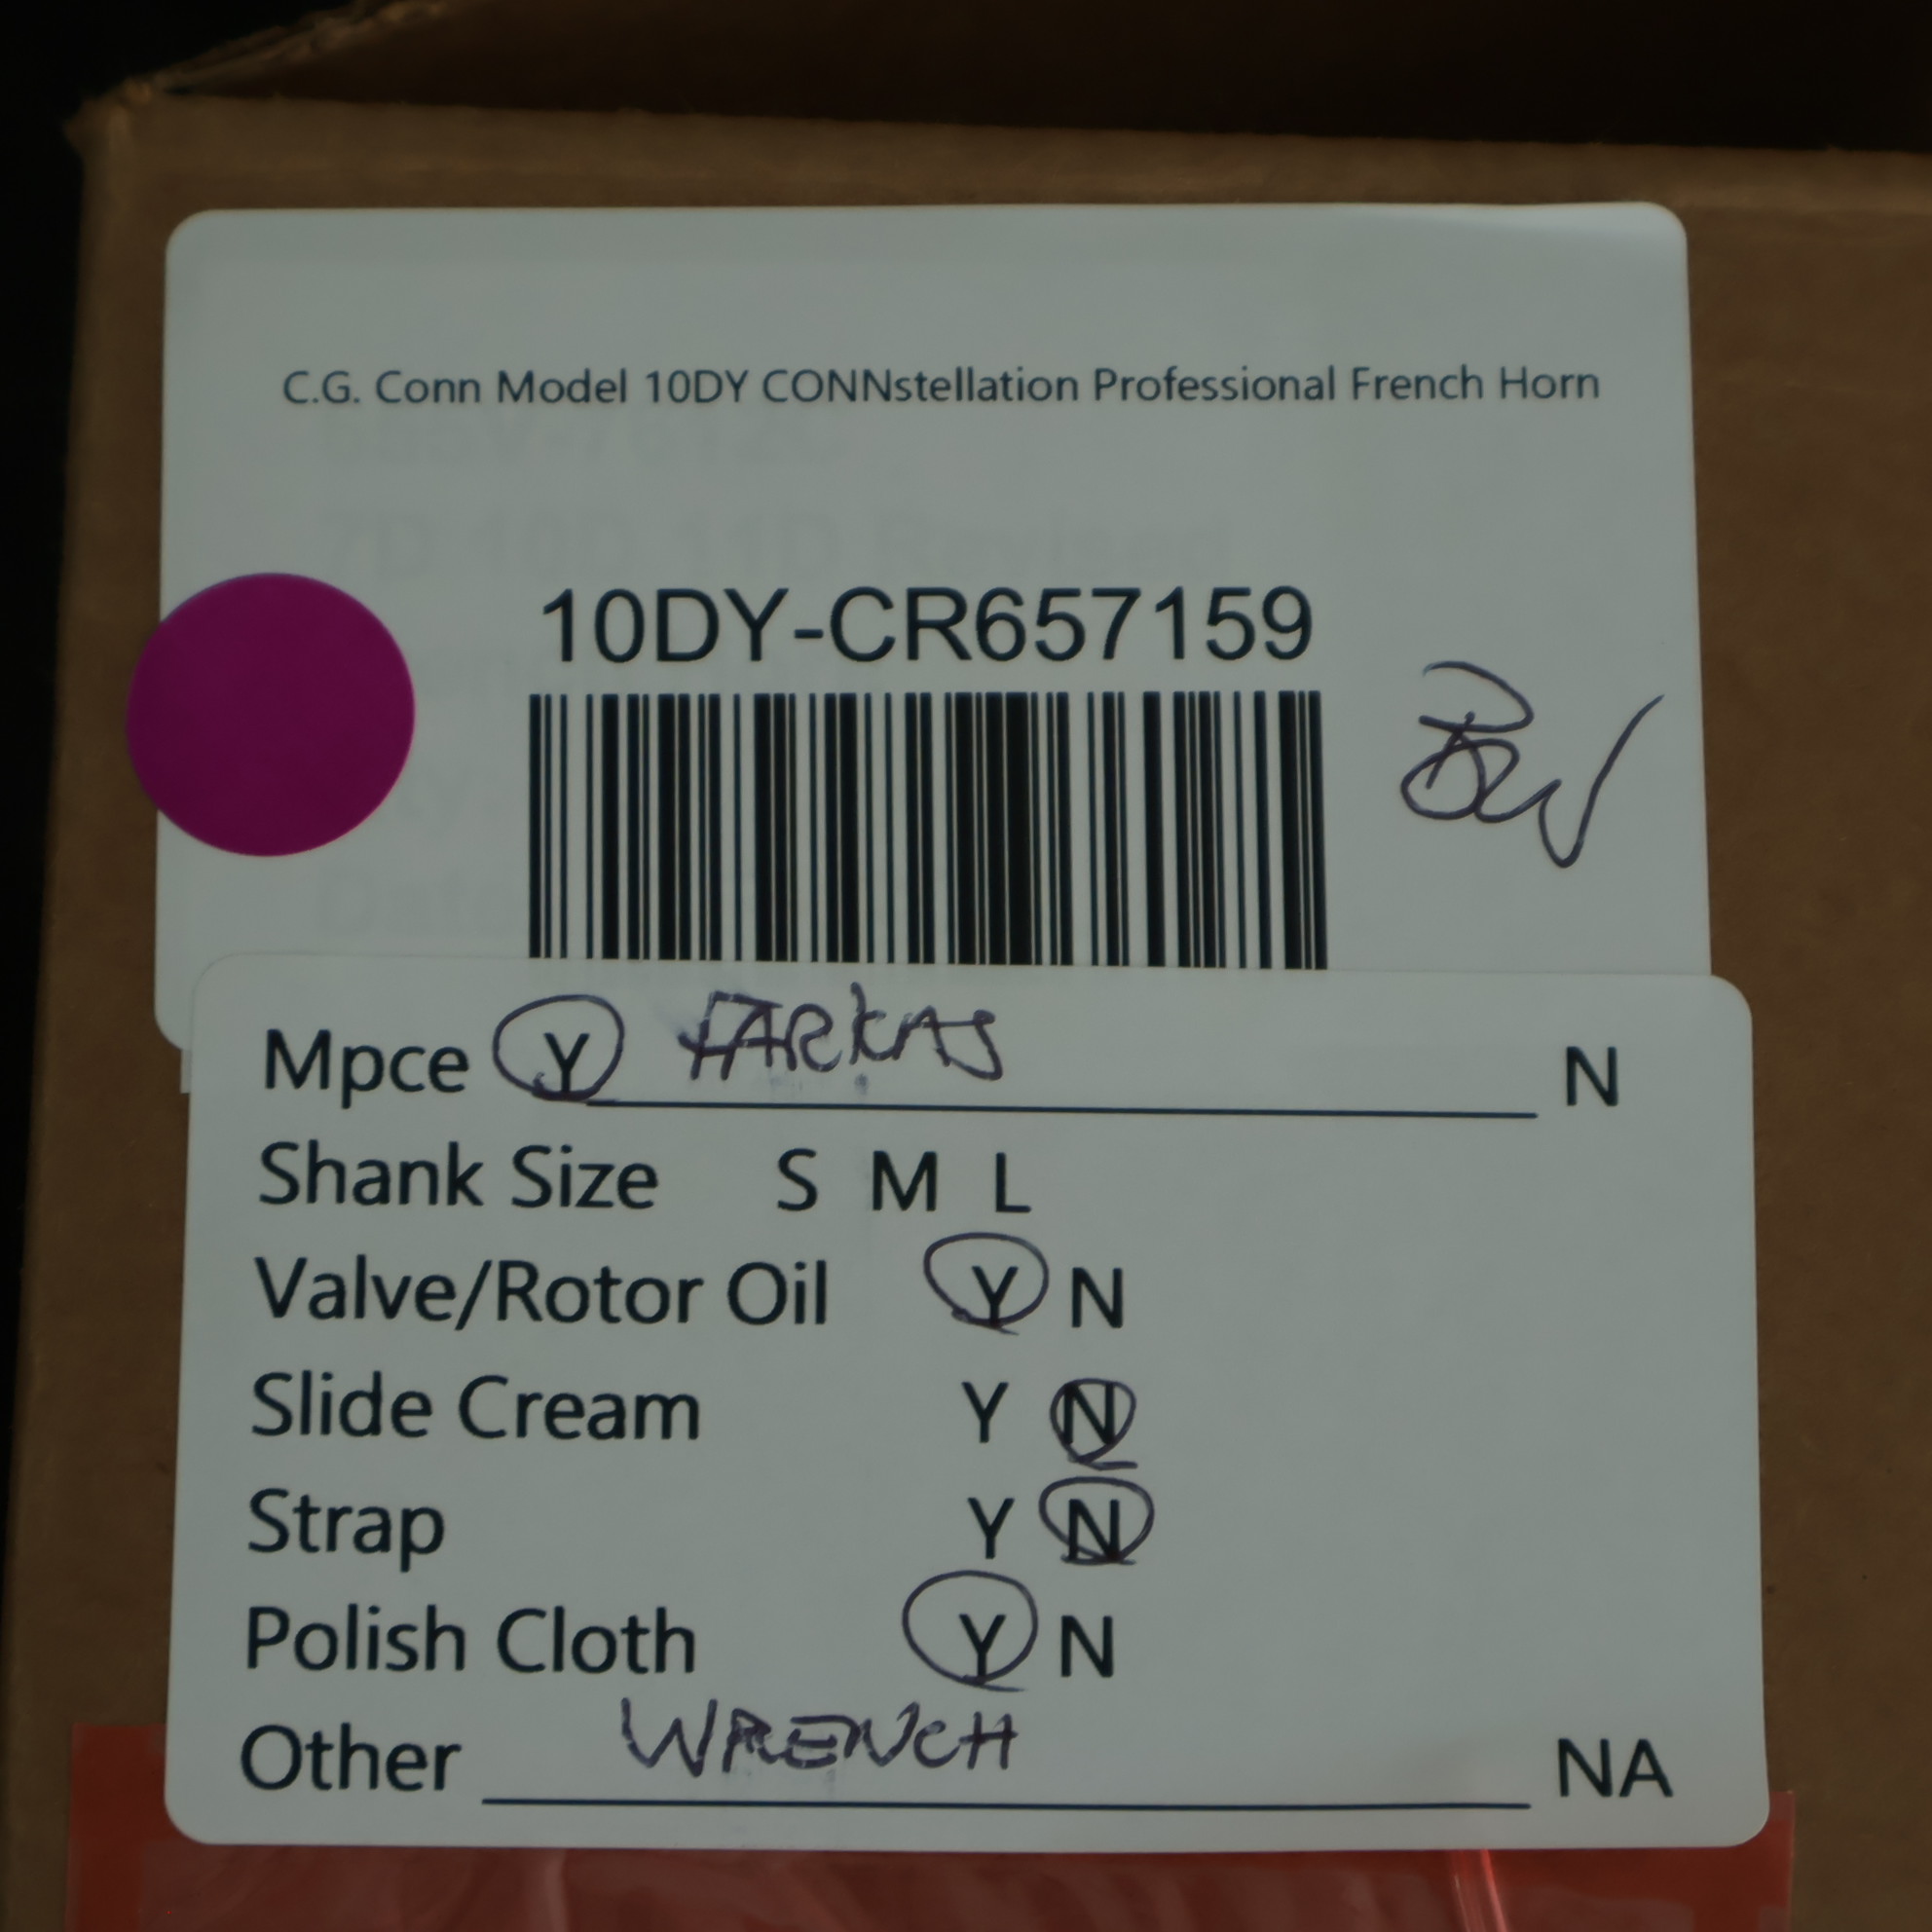 C.G. Conn Model 10DY CONNstellation Professional French Horn
10DY-CR657159
Mpce Y FARKAS N
Shank Size S M L
Valve/Rotor Oil Y N
Slide Cream Y N
Strap Y N
Polish Cloth Y N
Other WRENCH NA